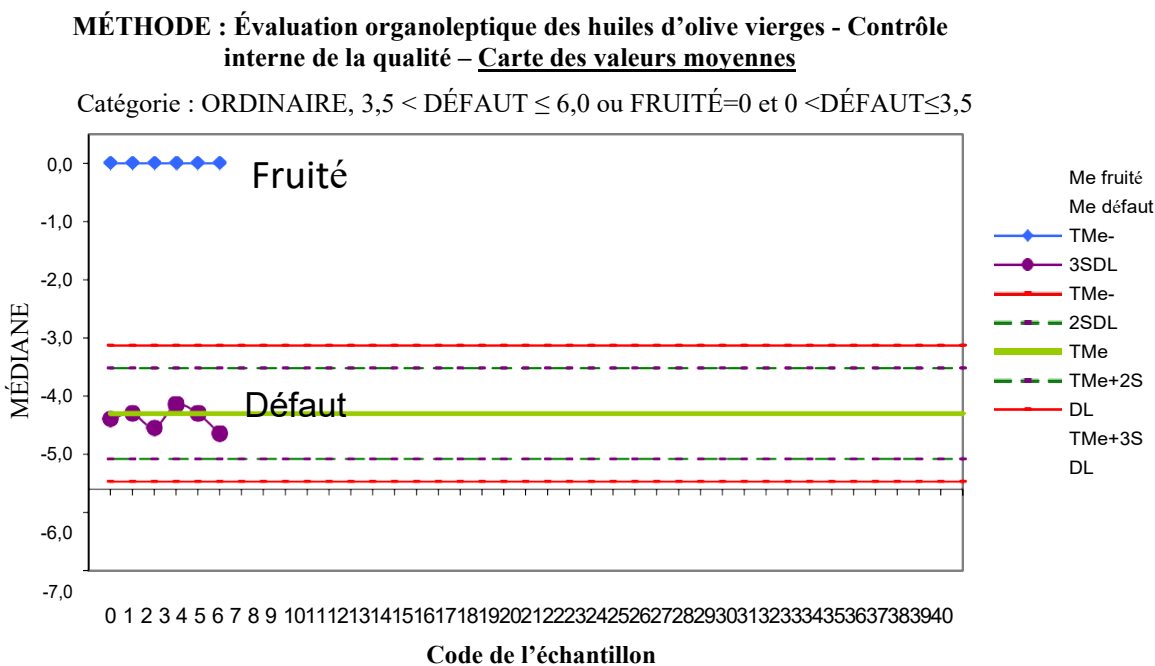 MÉTHODE : Évaluation organoleptique des huiles d'olive vierges - Contrôle
interne de la qualité – Carte des valeurs moyennes
Catégorie : ORDINAIRE, 3,5 < DÉFAUT ≤ 6,0 ou FRUITÉ=0 et 0 <DÉFAUT≤3,5
0,0
-1,0
-2,0
-3,0
-4,0
-5,0
-6,0
-7,0
MÉDIANE
Fruité
Défaut
Me fruité
Me défaut
TMe-
3SDL
TMe-
2SDL
TMe
TMe+2S
DL
TMe+3S
DL
0 1 2 3 4 5 6 7 8 9 10111213141516171819202122232425262728293031323334353637383940
Code de l'échantillon